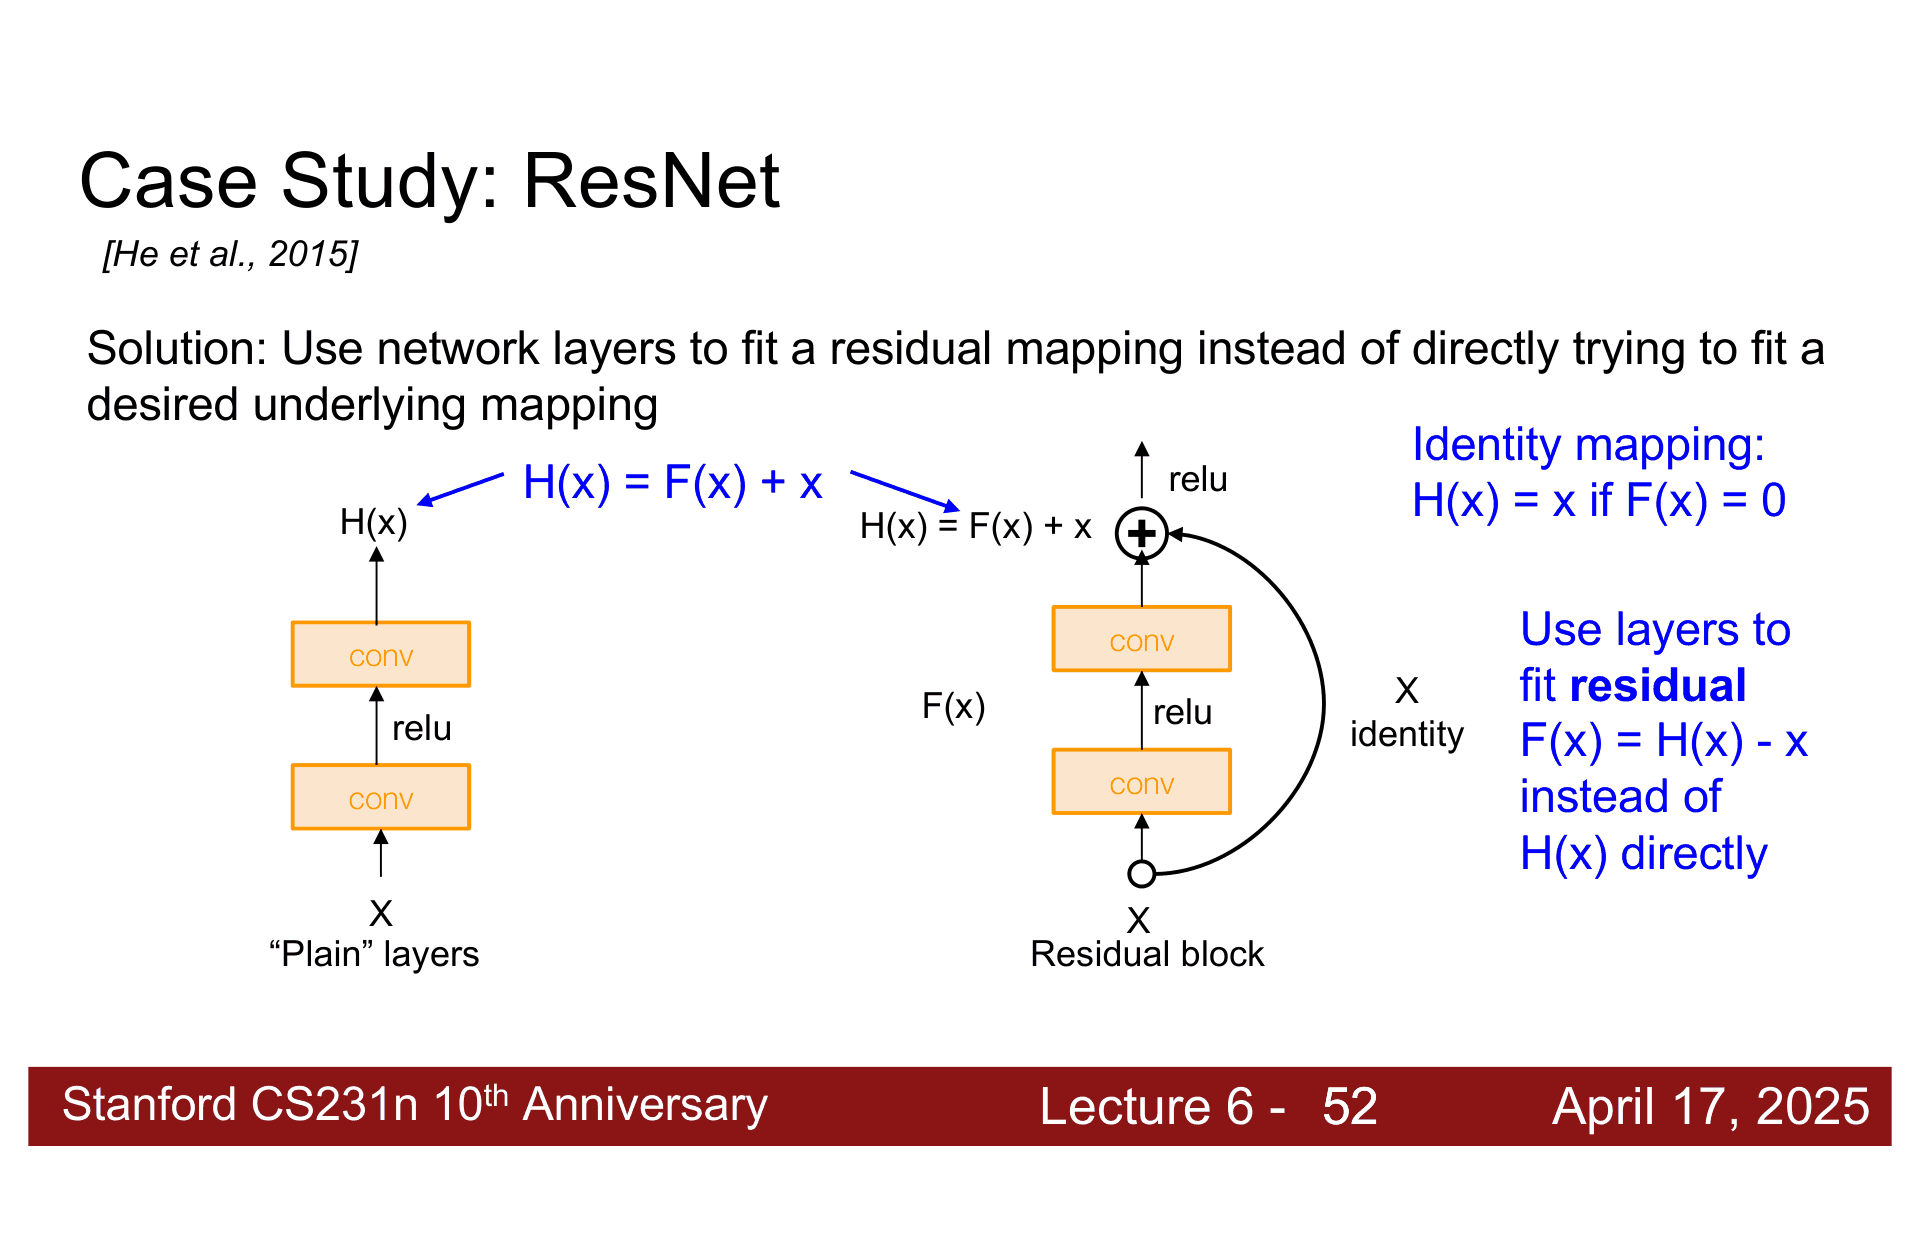 Case Study: ResNet
[He et al., 2015]
Solution: Use network layers to fit a residual mapping instead of directly trying to fit a
desired underlying mapping
H(x) = F(x) + x
H(x)
conv
relu
conv
X
“Plain” layers
relu
H(x) = F(x) + x
conv
F(x)
relu
conv
X
identity
X
Residual block
Identity mapping:
H(x) = x if F(x) = 0
Use layers to
fit residual
F(x) = H(x) - x
instead of
H(x) directly
Stanford CS231n 10th Anniversary
Lecture 6 - 52
April 17, 2025